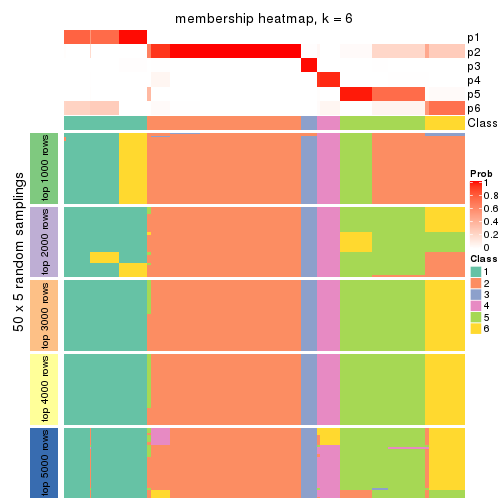 membership heatmap, k = 6
p1
p2
p3
p4
p5
p6
Class
50 x 5 random samplings
top 1000 rows
top 2000 rows
top 3000 rows
top 4000 rows
top 5000 rows
Prob
1
0.8
0.6
0.4
0.2
0
Class
1
2
3
4
5
6